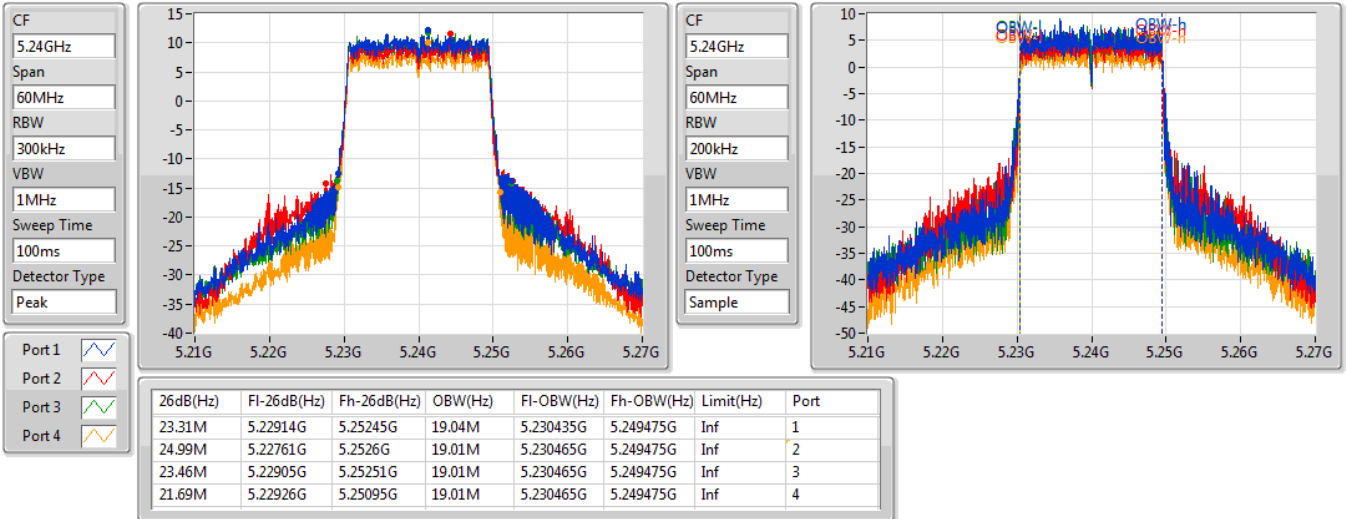 CF
5.24GHz
Span
60MHz
RBW
300kHz
VBW
1MHz
Sweep Time
100ms
Detector Type
Peak
15
10
5
0
-5
-10
-15
-20
-25
-30
-35
-40
5.21G 5.22G 5.23G 5.24G 5.25G 5.26G 5.27G
CF
5.24GHz
Span
60MHz
RBW
200kHz
VBW
1MHz
Sweep Time
100ms
Detector Type
Sample
OBW-l OBW-h
10
5
0
-5
-10
-15
-20
-25
-30
-35
-40
-45
-50
5.21G 5.22G 5.23G 5.24G 5.25G 5.26G 5.27G
Port 1
Port 2
Port 3
Port 4
26dB(Hz) Fl-26dB(Hz) Fh-26dB(Hz) OBW(Hz) Fl-OBW(Hz) Fh-OBW(Hz) Limit(Hz) Port
23.31M 5.22914G 5.25245G 19.04M 5.230435G 5.249475G Inf 1
24.99M 5.22761G 5.2526G 19.01M 5.230465G 5.249475G Inf 2
23.46M 5.22905G 5.25251G 19.01M 5.230465G 5.249475G Inf 3
21.69M 5.22926G 5.25095G 19.01M 5.230465G 5.249475G Inf 4